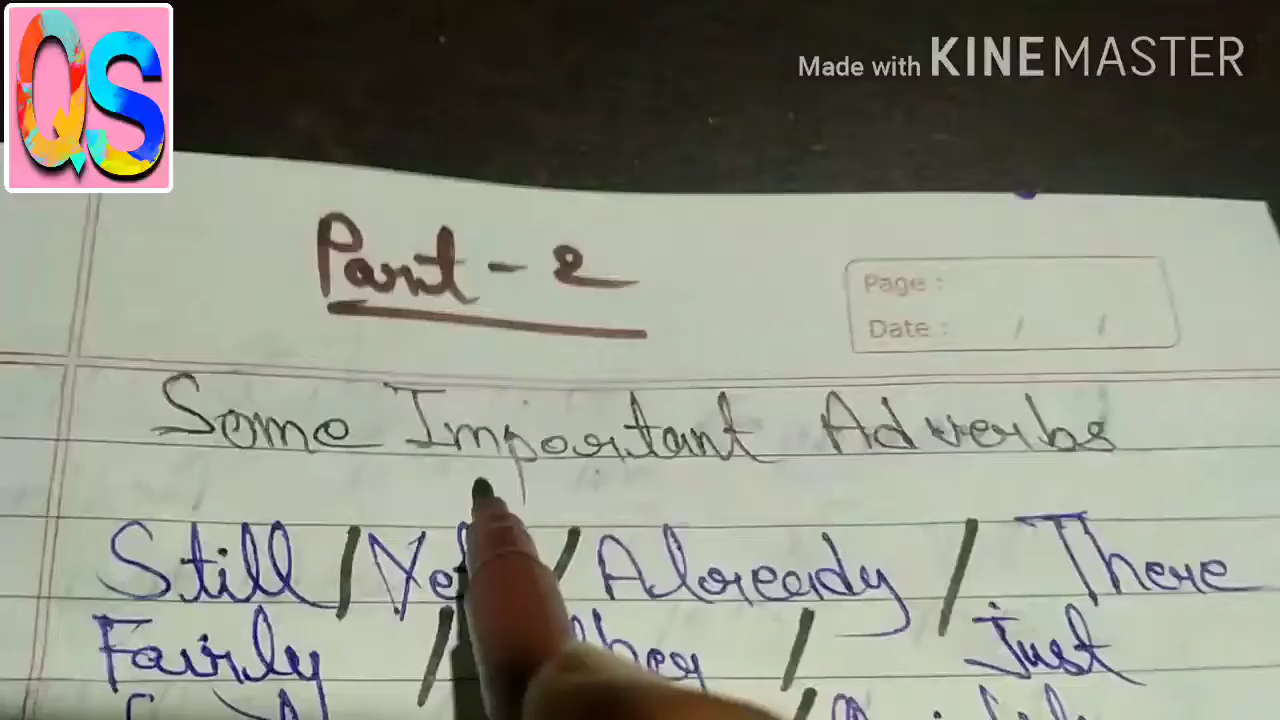 QS
Made with KINEMASTER
Part - 2
Page :
Date : / /
Some Important Adverbs
Still / Yet / Already / There
Fairly / / Just